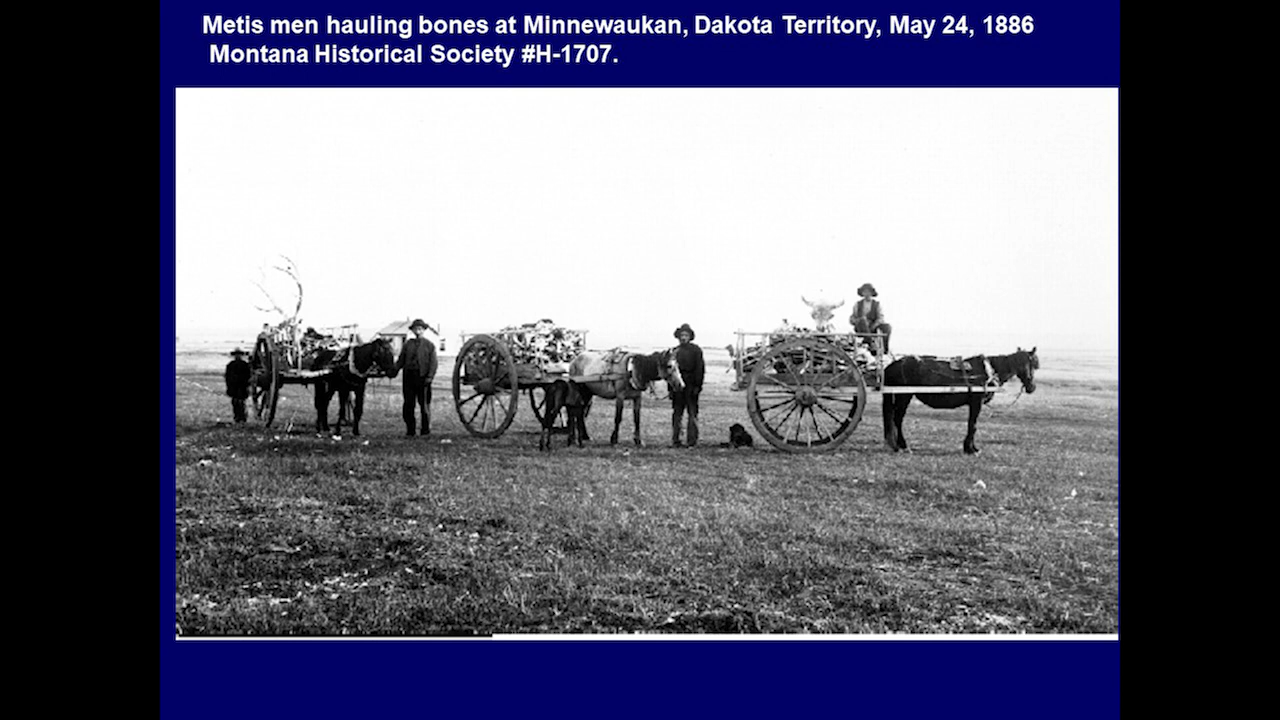 Metis men hauling bones at Minnewaukan, Dakota Territory, May 24, 1886
Montana Historical Society #H-1707.